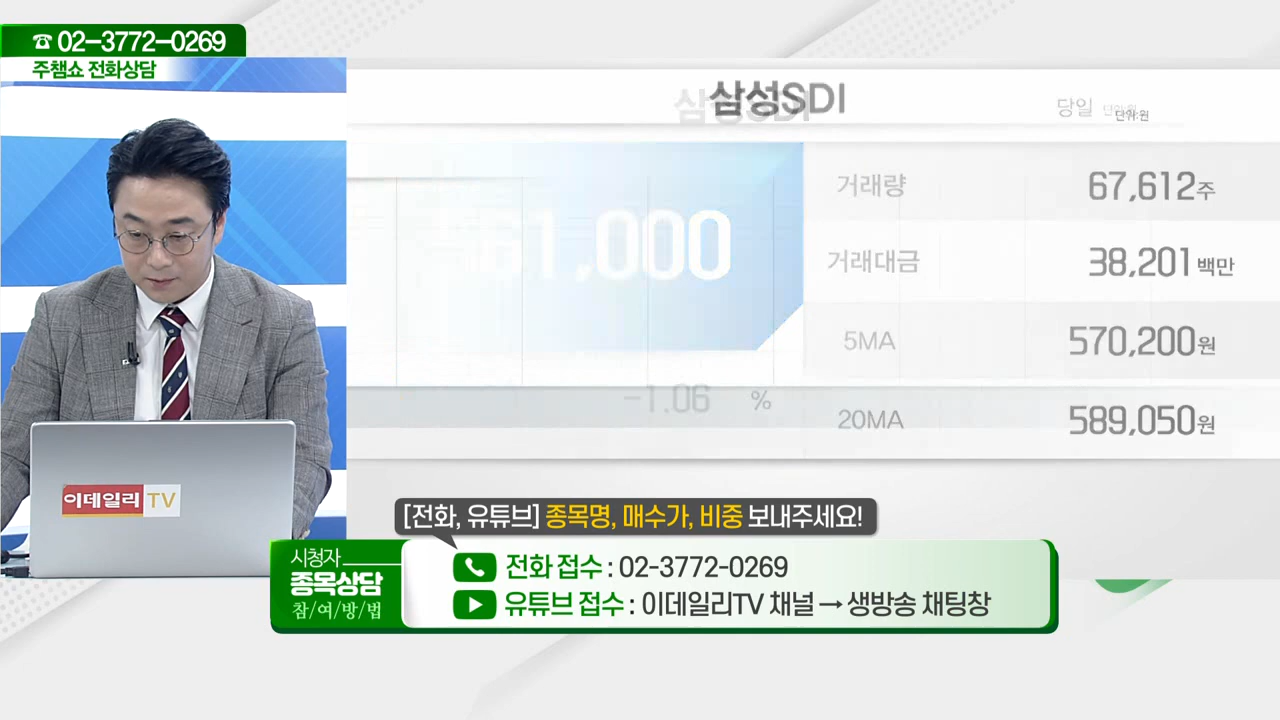 ☎ 02-3772-0269
주챔쇼 전화상담
삼성SDI
당일 단위:원
거래량 67,612주
61,000
거래대금 38,201 백만
5MA 570,200원
-1.06 %
20MA 589,050원
이데일리 TV
[전화, 유튜브] 종목명, 매수가, 비중 보내주세요!
시청자
종목상담
참/여/방/법
전화 접수 : 02-3772-0269
유튜브 접수 : 이데일리TV 채널 → 생방송 채팅창